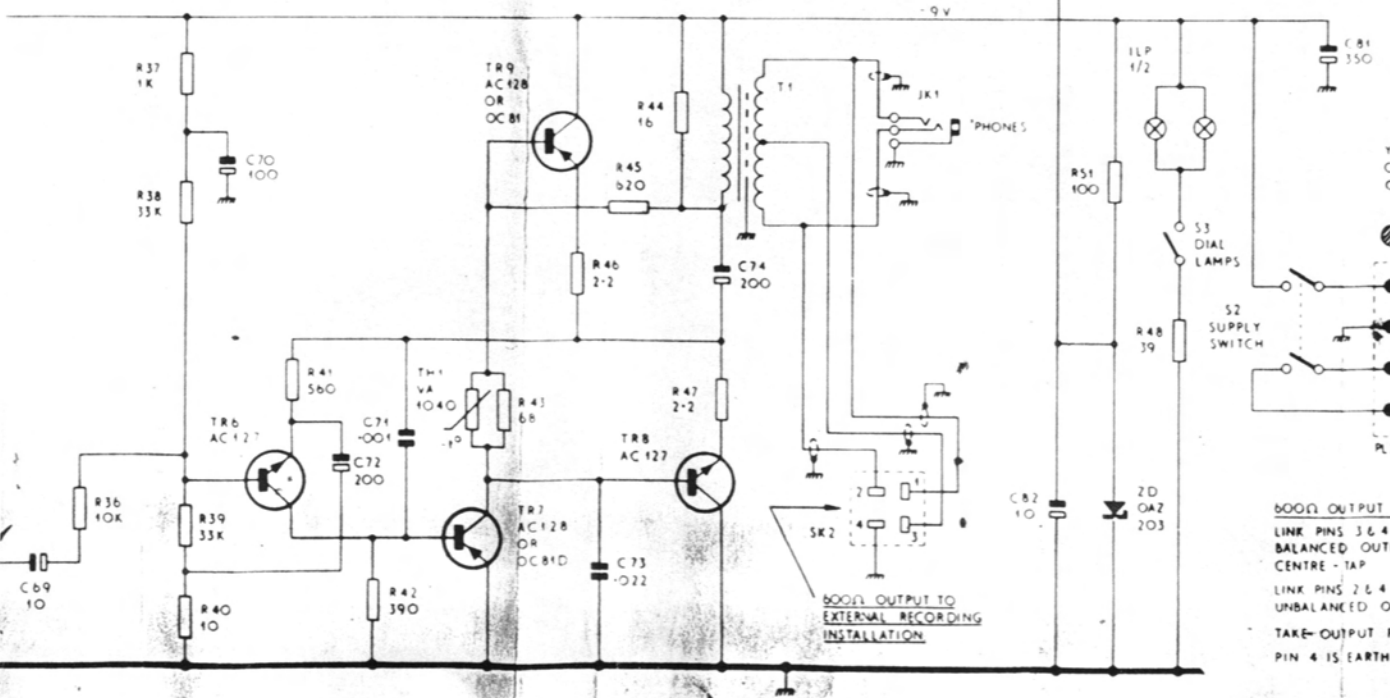 -9V
R37
1K
C70
100
R38
33K
TR9
AC128
OR
OC81
R44
16
R45
620
R46
2-2
T1
C74
200
JK1
'PHONES
ILP
1/2
C81
350
R51
100
S3
DIAL
LAMPS
S2
SUPPLY
SWITCH
R48
39
R41
560
TR6
AC127
C71
-001
C72
200
TH1
VA
1040
R43
68
R47
2-2
TR8
AC127
R36
10K
C69
10
R39
33K
R40
10
R42
390
TR7
AC128
OR
OC81D
C73
-022
SK2
2
1
4
3
600Ω OUTPUT TO
EXTERNAL RECORDING
INSTALLATION
C82
10
ZD
OAZ
203
PL
600Ω OUTPUT
LINK PINS 3 & 4
BALANCED OUT
CENTRE - TAP
LINK PINS 2 & 4
UNBALANCED O
TAKE OUTPUT F
PIN 4 IS EARTH